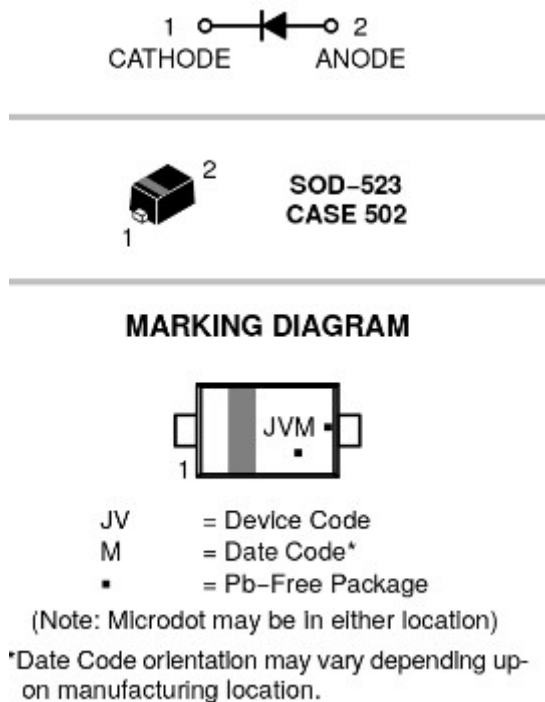 1 2
CATHODE ANODE
2
SOD–523
CASE 502
1
MARKING DIAGRAM
JVM ▪
▪
1
JV = Device Code
M = Date Code*
▪ = Pb–Free Package
(Note: Microdot may be in either location)
*Date Code orientation may vary depending up-
on manufacturing location.